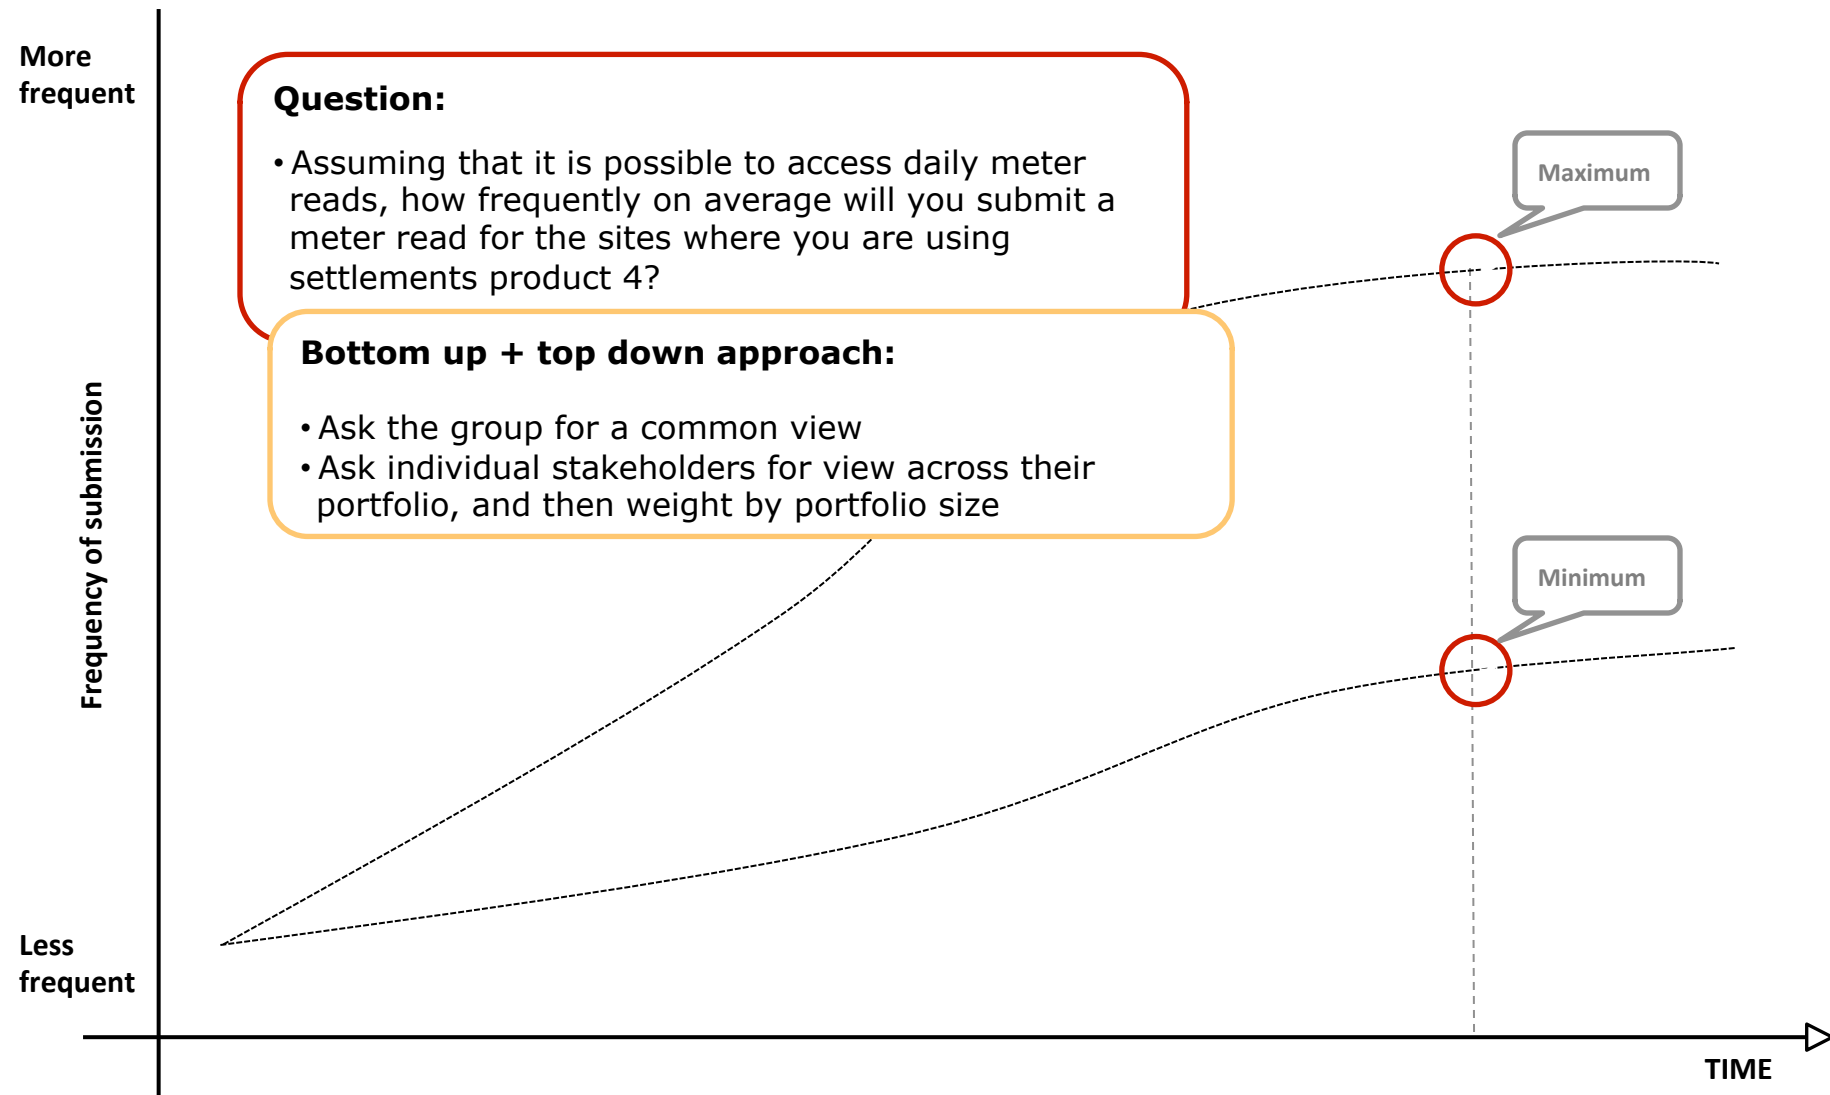 More
frequent
Question:
• Assuming that it is possible to access daily meter
reads, how frequently on average will you submit a
meter read for the sites where you are using
settlements product 4?
Maximum
Bottom up + top down approach:
• Ask the group for a common view
• Ask individual stakeholders for view across their
portfolio, and then weight by portfolio size
Frequency of submission
Minimum
Less
frequent
TIME